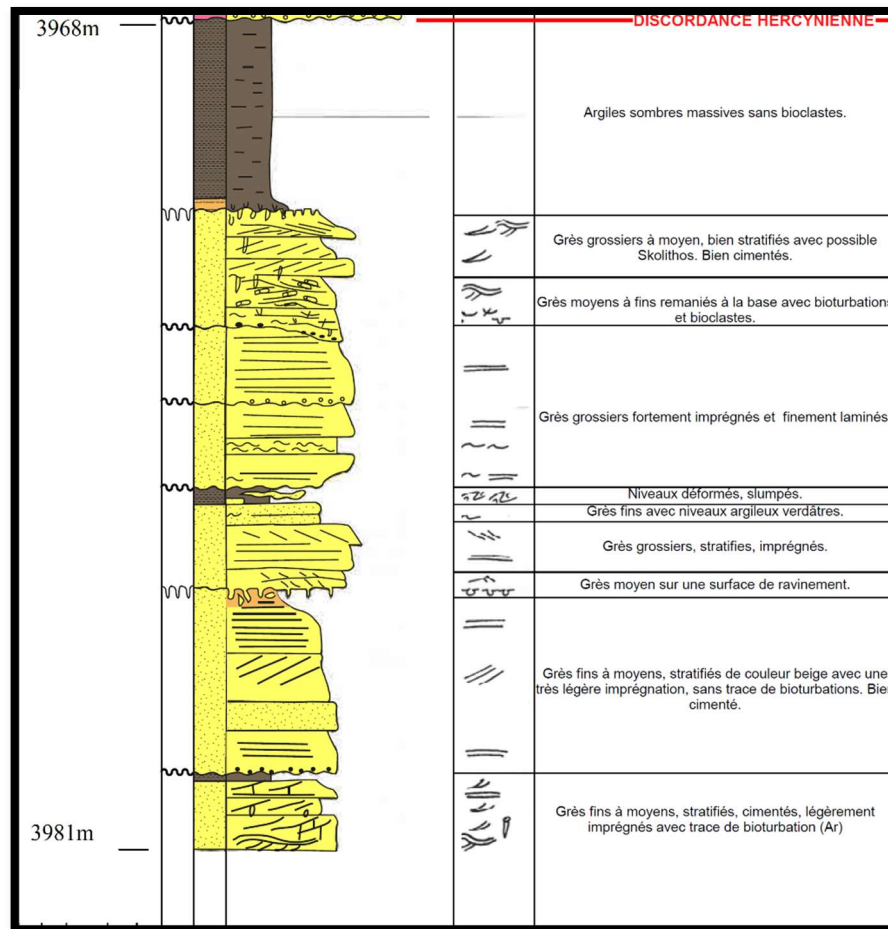 3968m
DISCORDANCE HERCYNIENNE
Argiles sombres massives sans bioclastes.
Grès grossiers à moyen, bien stratifiés avec possible
Skolithos. Bien cimentés.
Grès moyens à fins remaniés à la base avec bioturbations
et bioclastes.
Grès grossiers fortement imprégnés et finement laminés
Niveaux déformés, slumpés.
Grès fins avec niveaux argileux verdâtres.
Grès grossiers, stratifies, imprégnés.
Grès moyen sur une surface de ravinement.
Grès fins à moyens, stratifiés de couleur beige avec une
très légère imprégnation, sans trace de bioturbations. Bien
cimenté.
3981m
Grès fins à moyens, stratifiés, cimentés, légèrement
imprégnés avec trace de bioturbation (Ar)